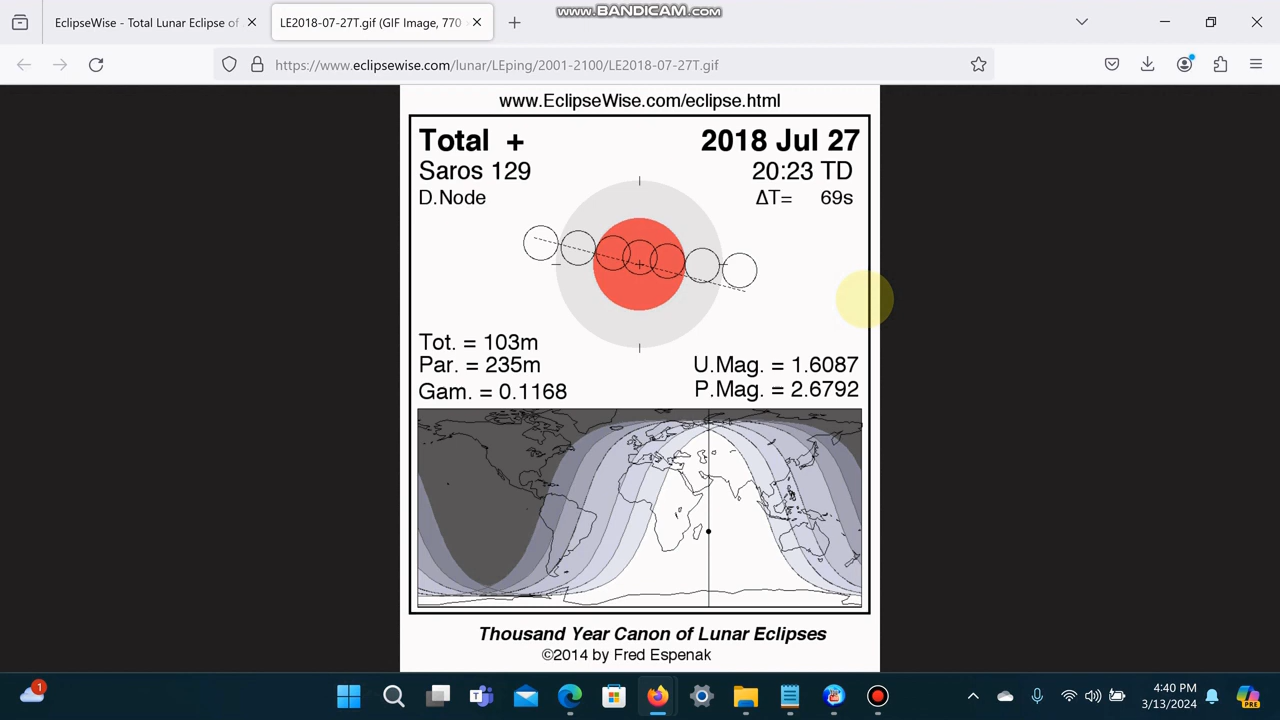 www.BANDICAM.com
EclipseWise - Total Lunar Eclipse of
LE2018-07-27T.gif (GIF Image, 770
https://www.eclipsewise.com/lunar/LEping/2001-2100/LE2018-07-27T.gif
www.EclipseWise.com/eclipse.html
Total + 2018 Jul 27
Saros 129 20:23 TD
D.Node ΔT= 69s
Tot. = 103m
Par. = 235m U.Mag. = 1.6087
Gam. = 0.1168 P.Mag. = 2.6792
Thousand Year Canon of Lunar Eclipses
©2014 by Fred Espenak
1
PRE
4:40 PM
3/13/2024